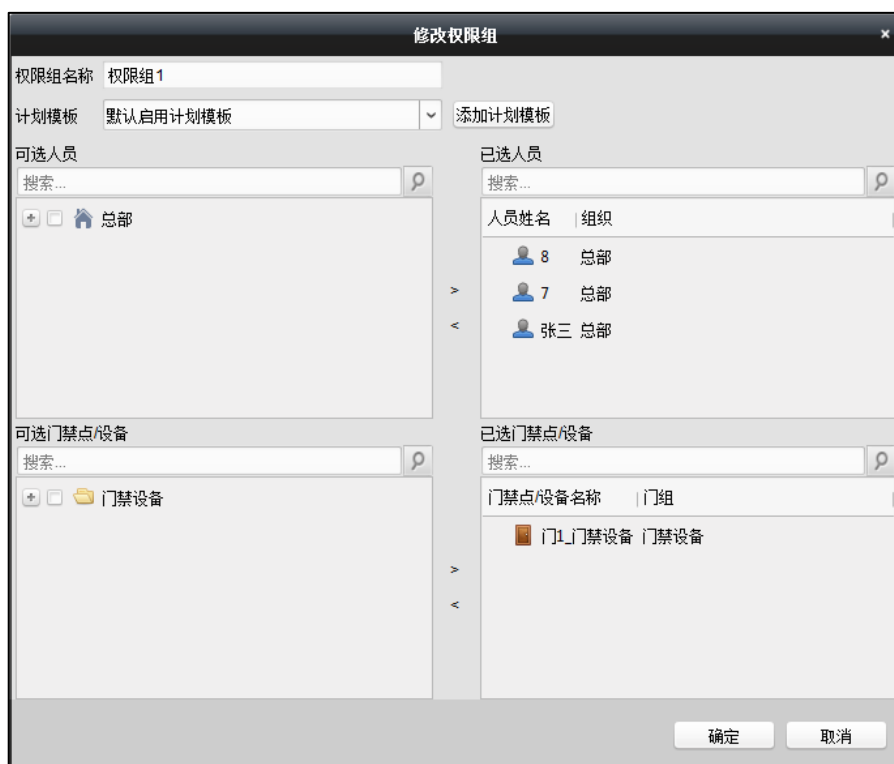 修改权限组
权限组名称 权限组1
计划模板 默认启用计划模板 添加计划模板
可选人员 已选人员
搜索... 搜索...
总部 人员姓名 组织
8 总部
> 7 总部
< 张三 总部
可选门禁点/设备 已选门禁点/设备
搜索... 搜索...
门禁设备 门禁点/设备名称 门组
门1_门禁设备 门禁设备
>
<
确定 取消